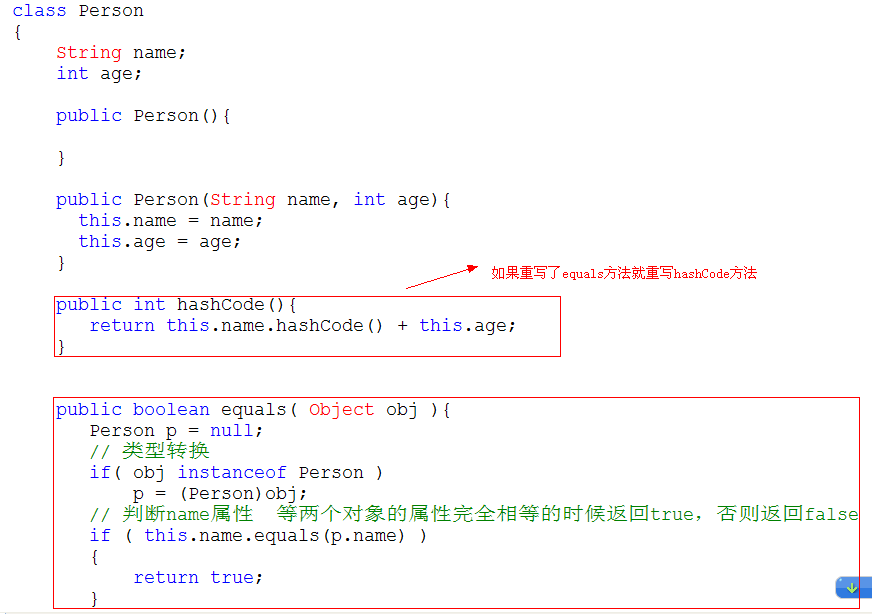 class Person
{
    String name;
    int age;
    public Person(){
    }
    public Person(String name, int age){
      this.name = name;
      this.age = age;
    }
如果重写了equals方法就重写hashCode方法
    public int hashCode(){
       return this.name.hashCode() + this.age;
    }
    public boolean equals( Object obj ){
       Person p = null;
       // 类型转换
       if( obj instanceof Person )
           p = (Person)obj;
       // 判断name属性  等两个对象的属性完全相等的时候返回true，否则返回false
       if ( this.name.equals(p.name) )
       {
           return true;
       }